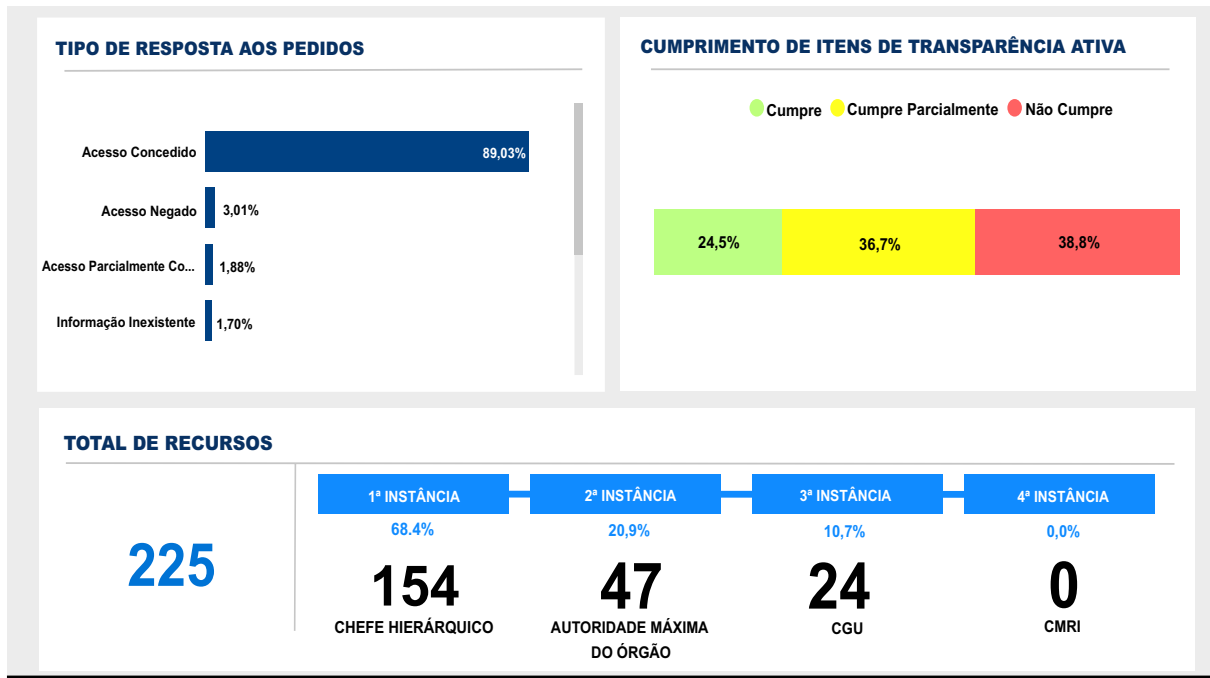 TIPO DE RESPOSTA AOS PEDIDOS
Acesso Concedido 89,03%
Acesso Negado 3,01%
Acesso Parcialmente Co... 1,88%
Informação Inexistente 1,70%
CUMPRIMENTO DE ITENS DE TRANSPARÊNCIA ATIVA
Cumpre Cumpre Parcialmente Não Cumpre
24,5% 36,7% 38,8%
TOTAL DE RECURSOS
225
1ª INSTÂNCIA 2ª INSTÂNCIA 3ª INSTÂNCIA 4ª INSTÂNCIA
68.4% 20,9% 10,7% 0,0%
154 47 24 0
CHEFE HIERÁRQUICO AUTORIDADE MÁXIMA CGU CMRI
DO ÓRGÃO